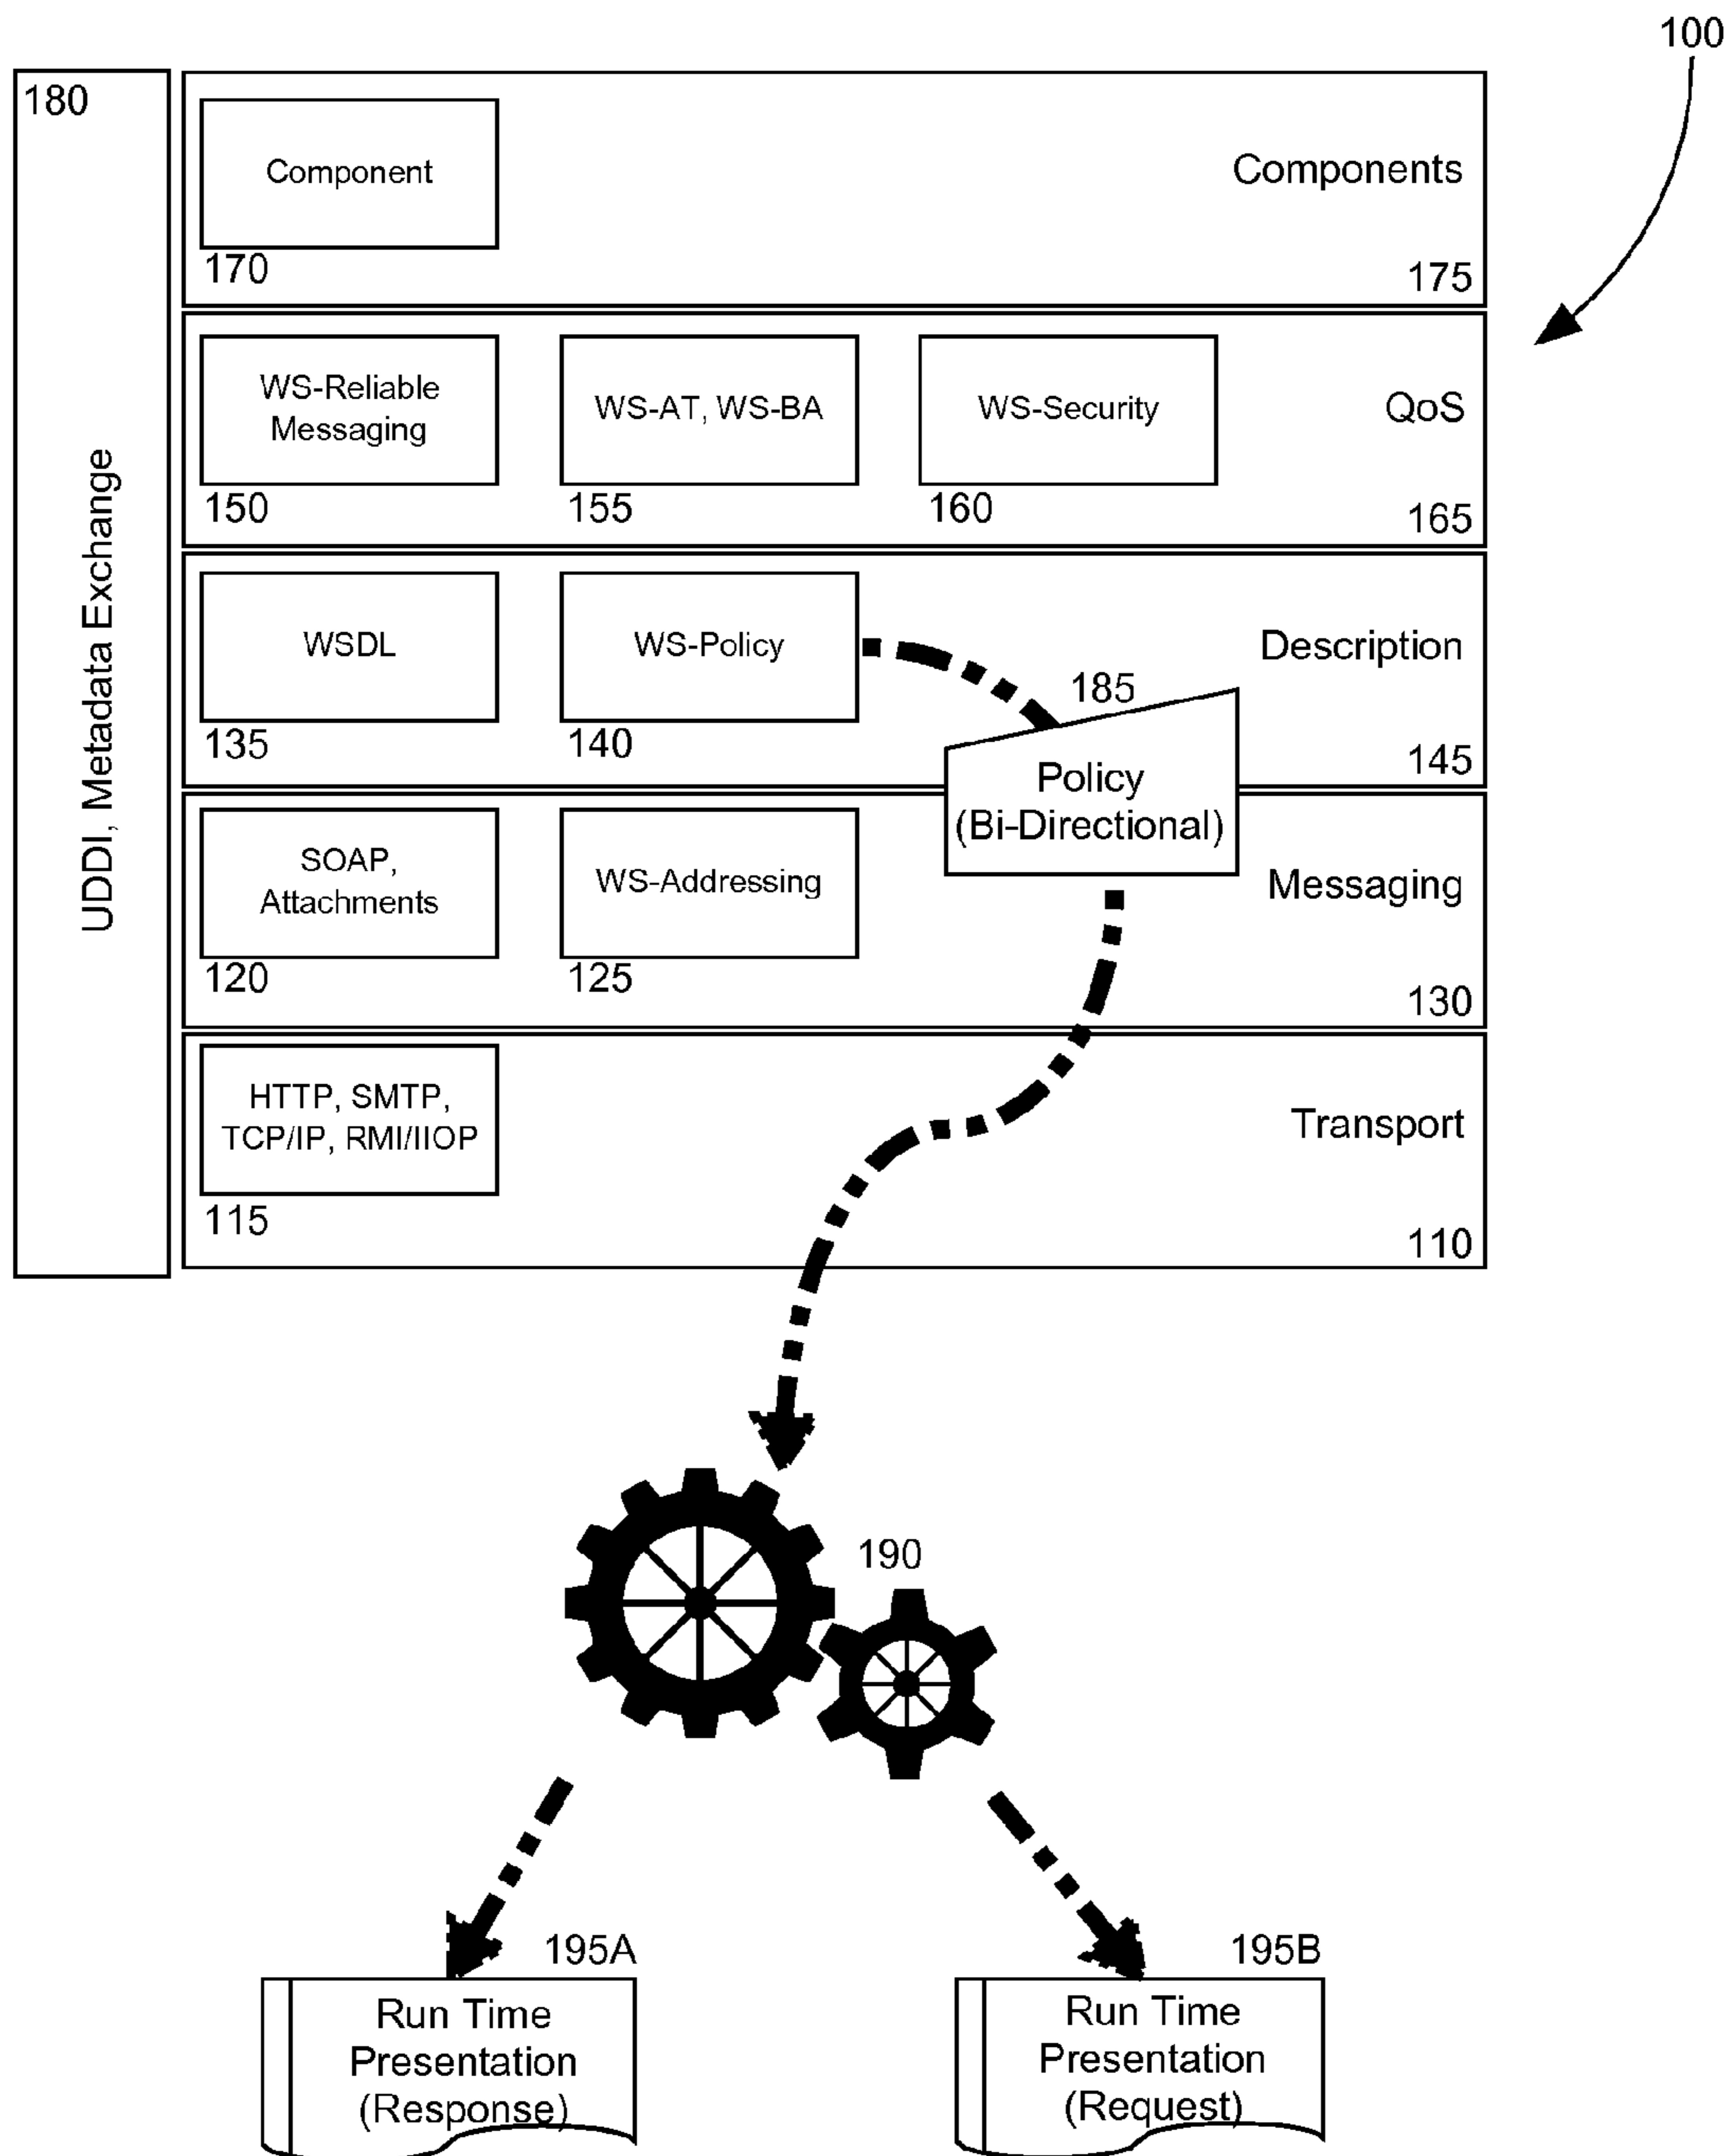 100
180
UDDI, Metadata Exchange
Component
170
Components
175
WS-Reliable
Messaging
150
WS-AT, WS-BA
155
WS-Security
160
QoS
165
WSDL
135
WS-Policy
140
Description
145
185
Policy
(Bi-Directional)
SOAP,
Attachments
120
WS-Addressing
125
Messaging
130
HTTP, SMTP,
TCP/IP, RMI/IIOP
115
Transport
110
190
195A
Run Time
Presentation
(Response)
195B
Run Time
Presentation
(Request)